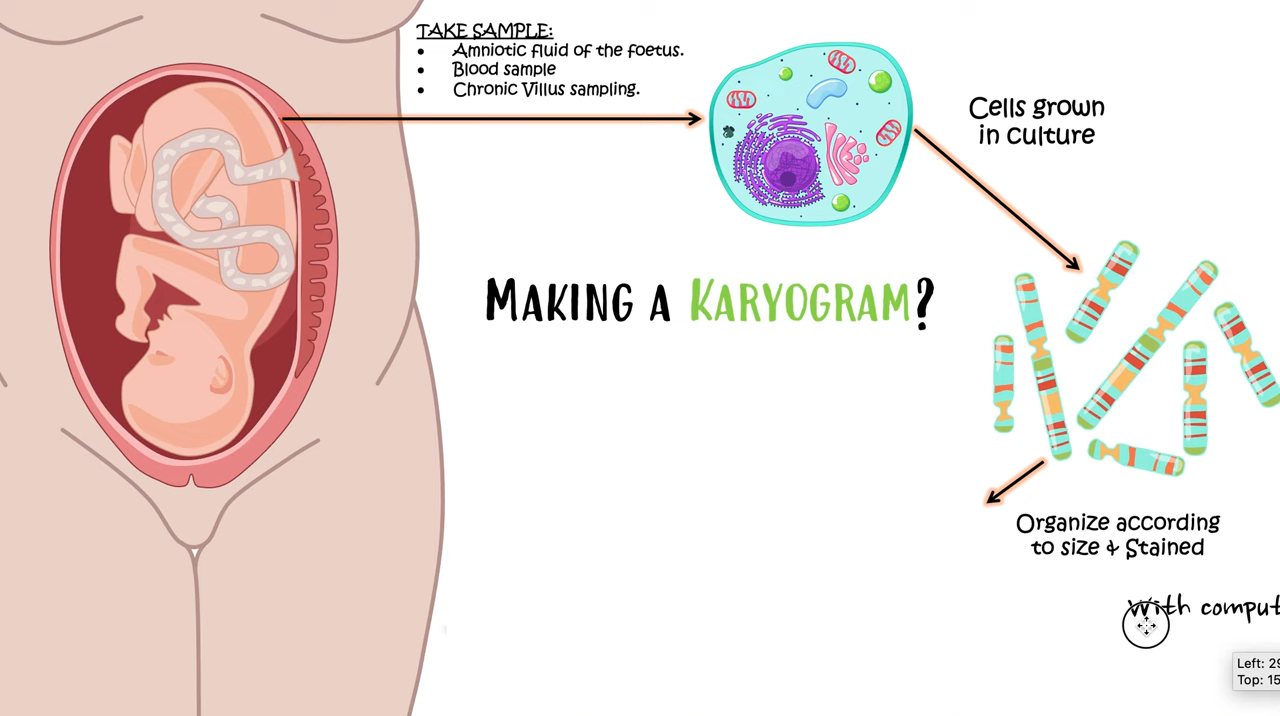 TAKE SAMPLE:
• Amniotic fluid of the foetus.
• Blood sample
• Chronic Villus sampling.
Cells grown
in culture
MAKING A KARYOGRAM?
Organize according
to size & Stained
With comput
Left: 29
Top: 15